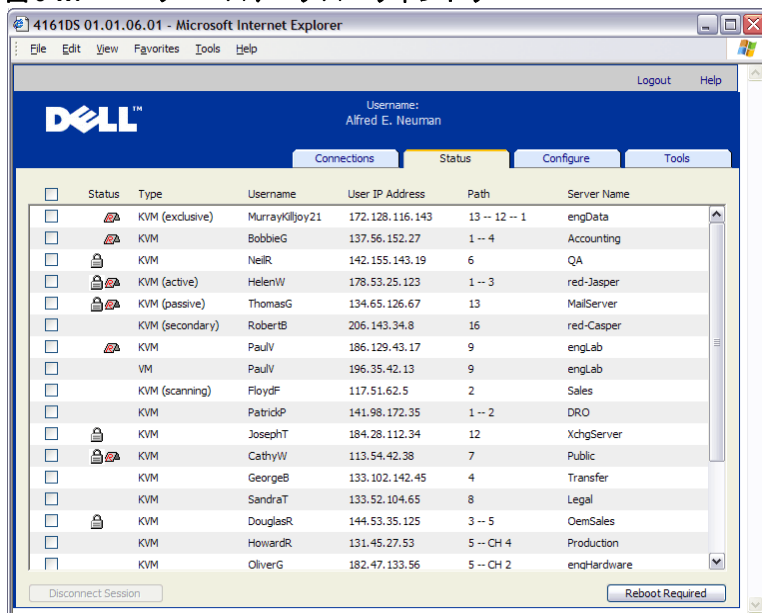 4161DS 01.01.06.01 - Microsoft Internet Explorer
File Edit View Favorites Tools Help
Logout Help
DELL™
Username:
Alfred E. Neuman
Connections Status Configure Tools
Status Type Username User IP Address Path Server Name
KVM (exclusive) MurrayKilljoy21 172.128.116.143 13 -- 12 -- 1 engData
KVM BobbieG 137.56.152.27 1 -- 4 Accounting
KVM NeilR 142.155.143.19 6 QA
KVM (active) HelenW 178.53.25.123 1 -- 3 red-Jasper
KVM (passive) ThomasG 134.65.126.67 13 MailServer
KVM (secondary) RobertB 206.143.34.8 16 red-Casper
KVM PaulV 186.129.43.17 9 engLab
VM PaulV 196.35.42.13 9 engLab
KVM (scanning) FloydF 117.51.62.5 2 Sales
KVM PatrickP 141.98.172.35 1 -- 2 DRO
KVM JosephT 184.28.112.34 12 XchgServer
KVM CathyW 113.54.42.38 7 Public
KVM GeorgeB 133.102.142.45 4 Transfer
KVM SandraT 133.52.104.65 8 Legal
KVM DouglasR 144.53.35.125 3 -- 5 OemSales
KVM HowardR 131.45.27.53 5 -- CH 4 Production
KVM OliverG 182.47.133.56 5 -- CH 2 engHardware
Disconnect Session Reboot Required